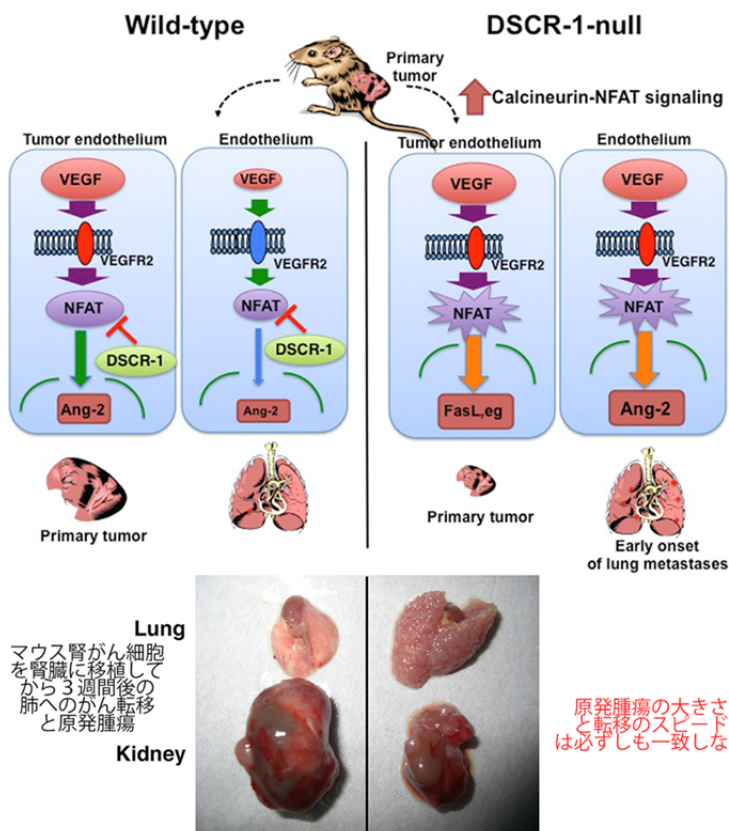 Wild-type
DSCR-1-null
Primary
tumor
Calcineurin-NFAT signaling
Tumor endothelium
VEGF
VEGFR2
NFAT
DSCR-1
Ang-2
Primary tumor
Endothelium
VEGF
VEGFR2
NFAT
DSCR-1
Ang-2
Tumor endothelium
VEGF
VEGFR2
NFAT
FasL,eg
Primary tumor
Endothelium
VEGF
VEGFR2
NFAT
Ang-2
Early onset
of lung metastases
Lung
マウス腎がん細胞
を腎臓に移植して
から３週間後の
肺へのがん転移
と原発腫瘍
Kidney
原発腫瘍の大きさ
と転移のスピード
は必ずしも一致しな